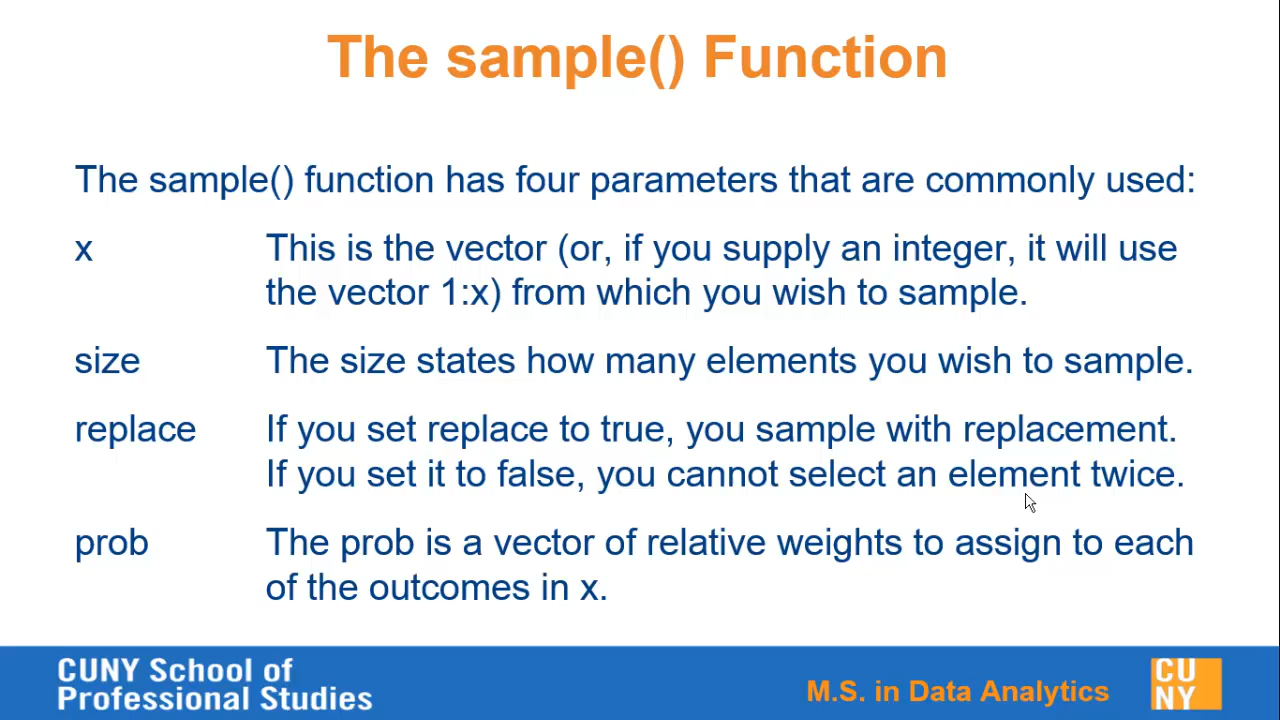 The sample() Function
The sample() function has four parameters that are commonly used:
x This is the vector (or, if you supply an integer, it will use
the vector 1:x) from which you wish to sample.
size The size states how many elements you wish to sample.
replace If you set replace to true, you sample with replacement.
If you set it to false, you cannot select an element twice.
prob The prob is a vector of relative weights to assign to each
of the outcomes in x.
CUNY School of
Professional Studies
M.S. in Data Analytics
CU
NY